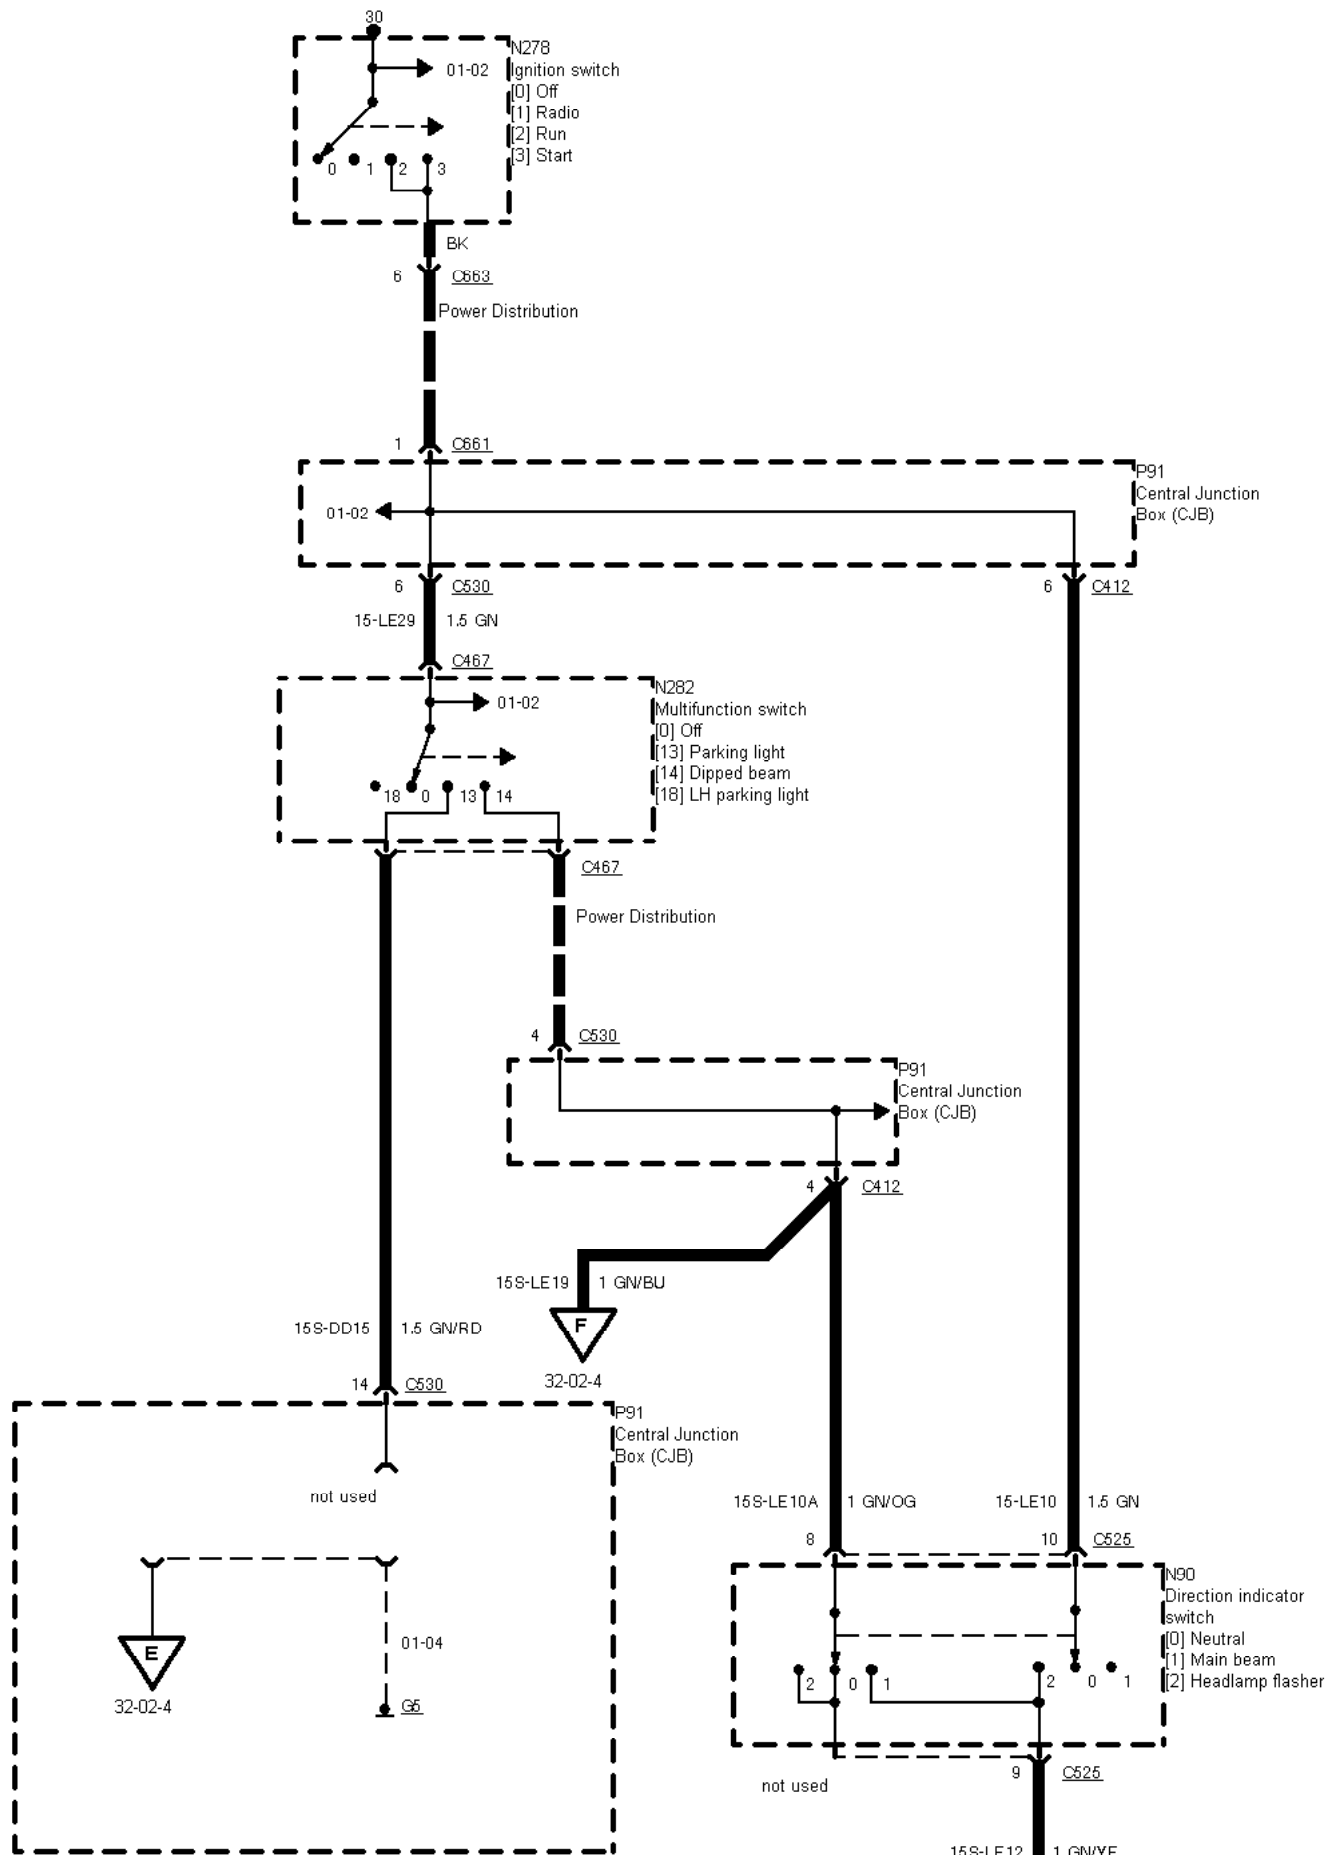 30
N278
Ignition switch
01-02
[0] Off
[1] Radio
[2] Run
[3] Start
0 1 2 3
BK
6 C663
Power Distribution
1 C661
P91
Central Junction
Box (CJB)
01-02
6 C530
6 C412
15-LE29 1.5 GN
C467
N282
Multifunction switch
01-02
[0] Off
[13] Parking light
[14] Dipped beam
[18] LH parking light
18 0 13 14
C467
Power Distribution
4 C530
P91
Central Junction
Box (CJB)
4 C412
15S-LE19 1 GN/BU
F
32-02-4
15S-DD15 1.5 GN/RD
14 C530
P91
Central Junction
Box (CJB)
not used
15S-LE10A 1 GN/OG
15-LE10 1.5 GN
8 10 C525
N90
Direction indicator
switch
[0] Neutral
[1] Main beam
[2] Headlamp flasher
2 0 1 2 0 1
01-04
E
32-02-4
G5
9 C525
not used
15S-LE12 1 GN/YE